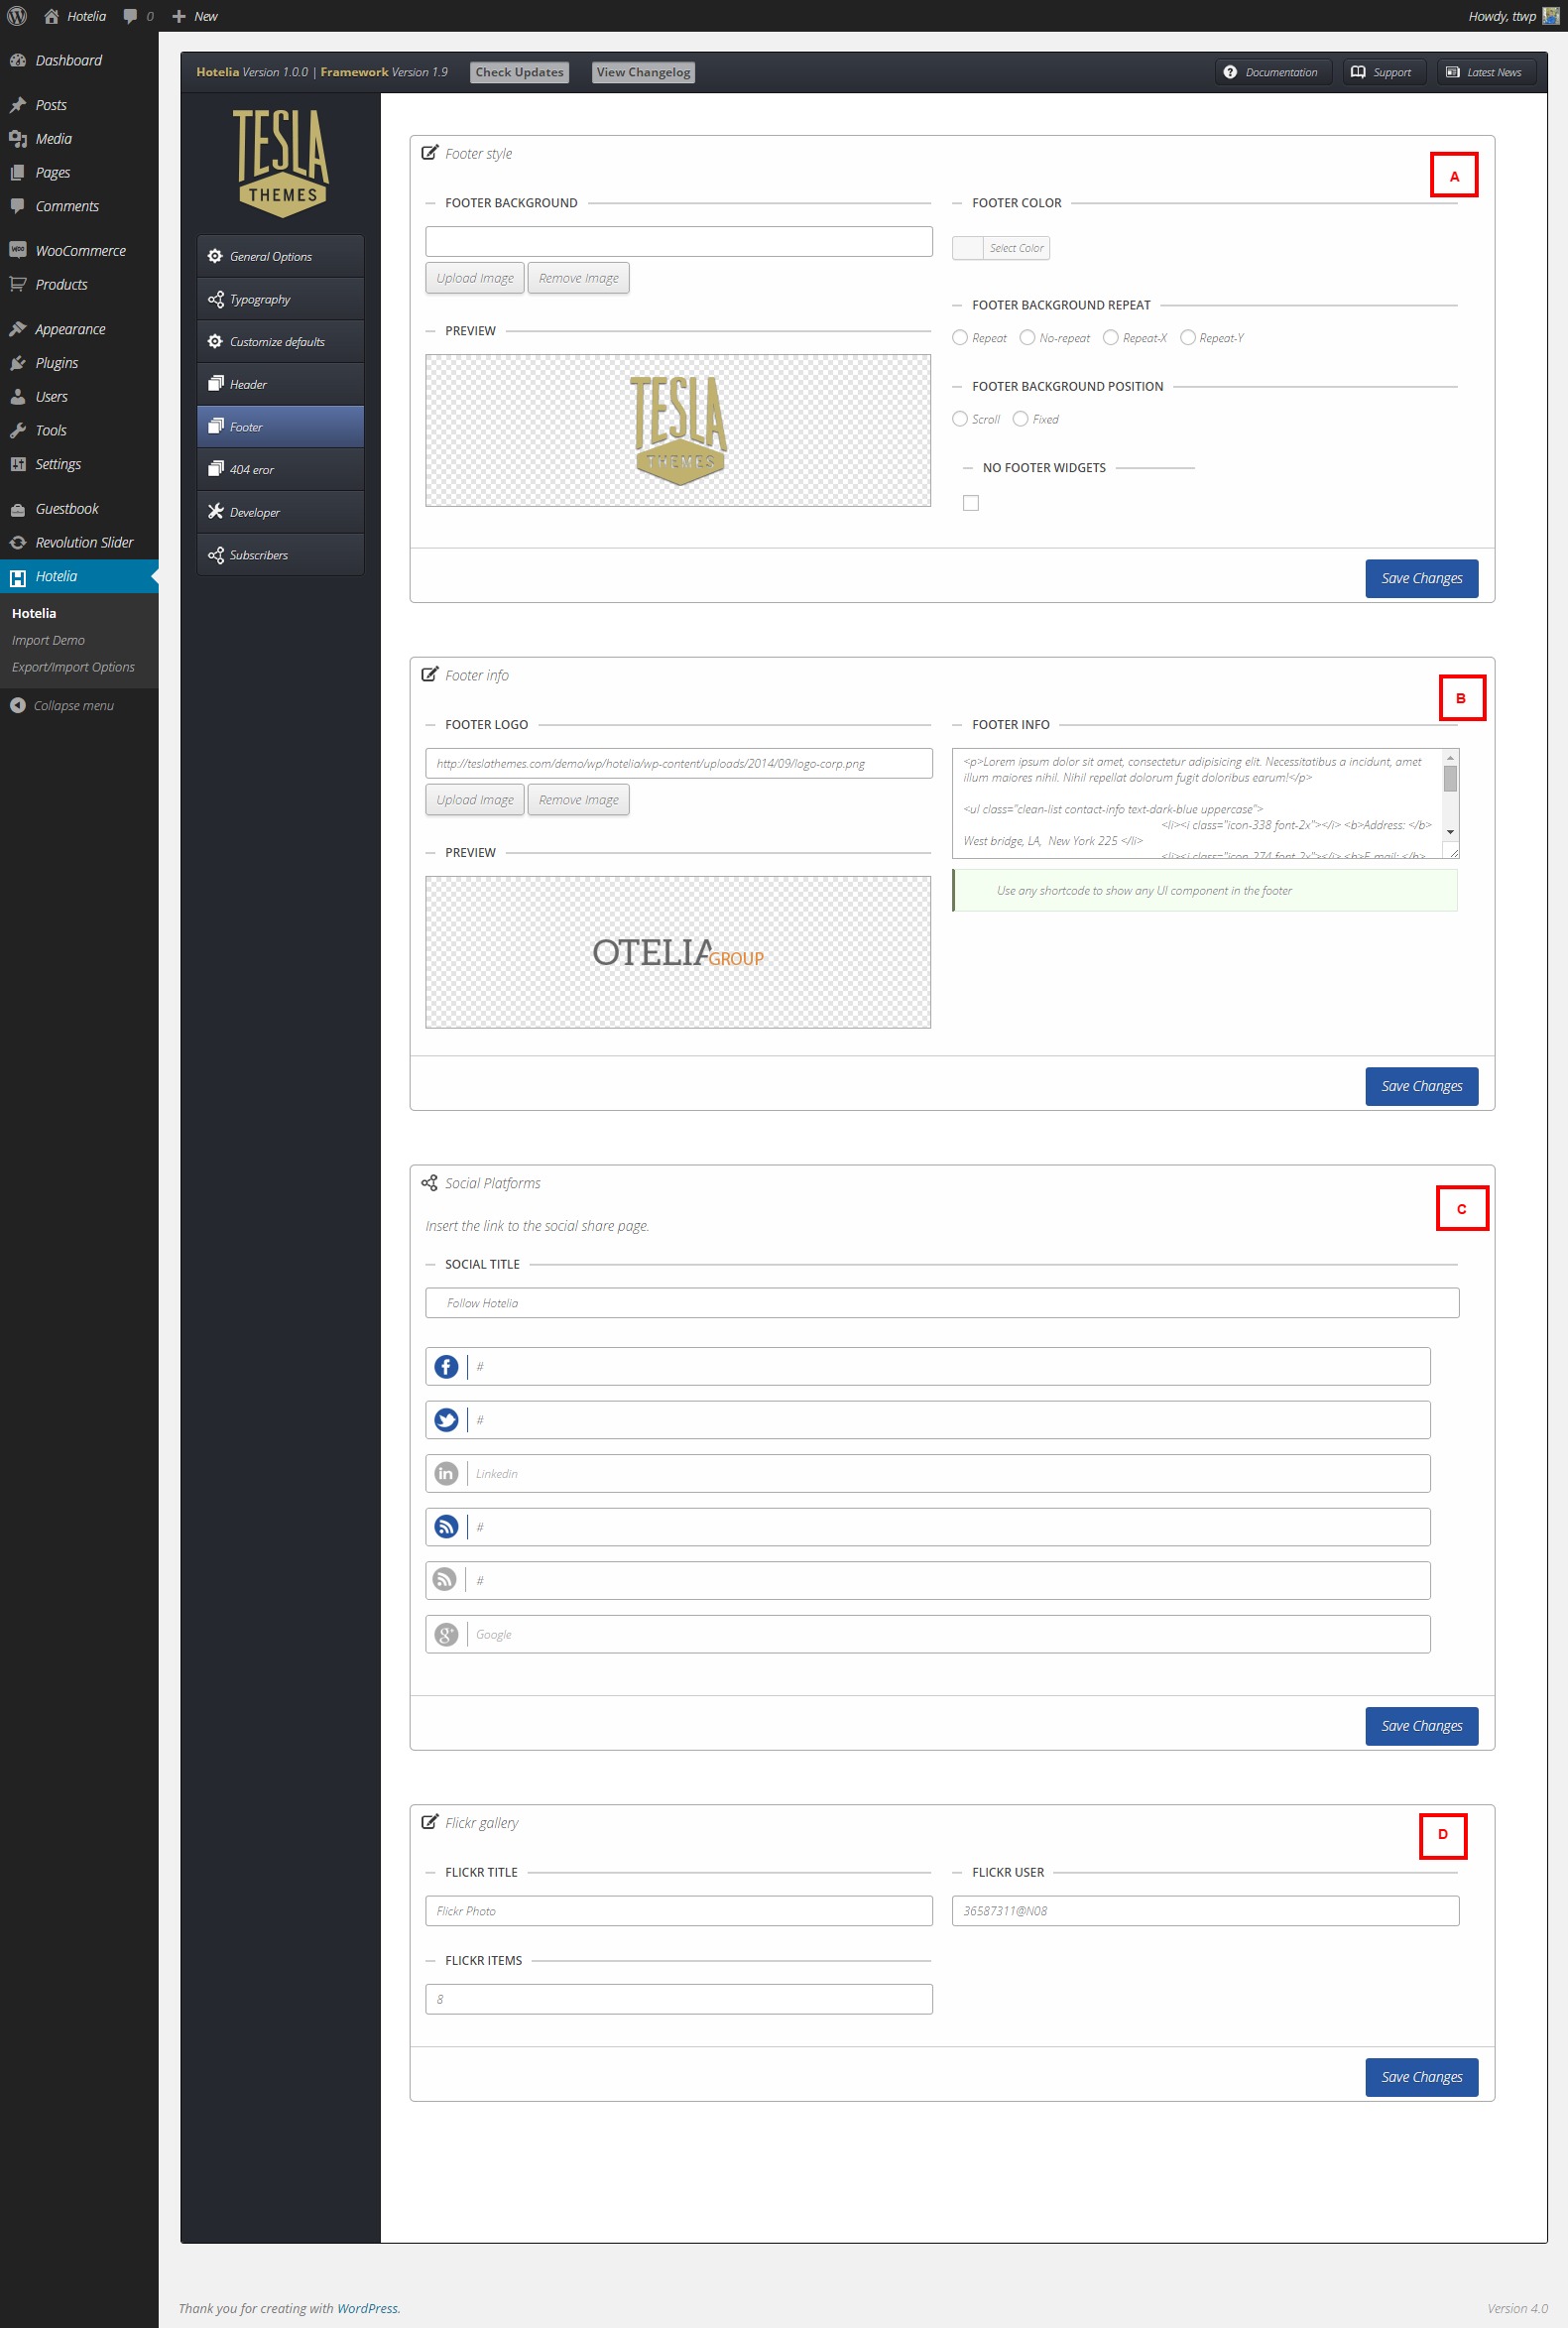 Hotelia 0 New Howdy, ttwp
Dashboard
Posts
Media
Pages
Comments
WooCommerce
Products
Appearance
Plugins
Users
Tools
Settings
Guestbook
Revolution Slider
Hotelia
Hotelia
Import Demo
Export/Import Options
Collapse menu
Hotelia Version 1.0.0 | Framework Version 1.9 Check Updates View Changelog Documentation Support Latest News
TESLA
THEMES
General Options
Typography
Customize defaults
Header
Footer
404 eror
Developer
Subscribers
Footer style
A
FOOTER BACKGROUND
Upload Image Remove Image
PREVIEW
TESLA
THEMES
FOOTER COLOR
Select Color
FOOTER BACKGROUND REPEAT
Repeat No-repeat Repeat-X Repeat-Y
FOOTER BACKGROUND POSITION
Scroll Fixed
NO FOOTER WIDGETS
Save Changes
Footer info
B
FOOTER LOGO
http://teslathemes.com/demo/wp/hotelia/wp-content/uploads/2014/09/logo-corp.png
Upload Image Remove Image
PREVIEW
OTELIA GROUP
FOOTER INFO
<p>Lorem ipsum dolor sit amet, consectetur adipisicing elit. Necessitatibus a incidunt, amet
illum maiores nihil. Nihil repellat dolorum fugit doloribus earum!</p>
<ul class="clean-list contact-info text-dark-blue uppercase">
<li><i class="icon-338 font-2x"></i> <b>Address: </b>
West bridge, LA, New York 225 </li>
<li><i class="icon-274 font-2x"></i> <b>E-mail: </b>
Use any shortcode to show any UI component in the footer
Save Changes
Social Platforms
C
Insert the link to the social share page.
SOCIAL TITLE
Follow Hotelia
#
#
Linkedin
#
#
Google
Save Changes
Flickr gallery
D
FLICKR TITLE
Flickr Photo
FLICKR USER
36587311@N08
FLICKR ITEMS
8
Save Changes
Thank you for creating with WordPress. Version 4.0